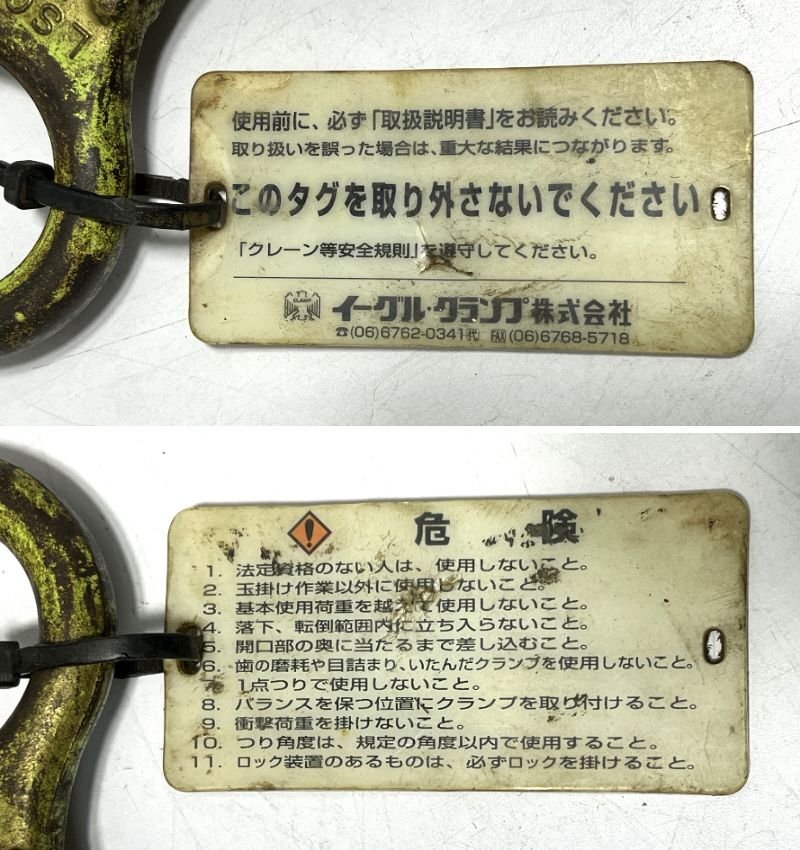 LSO
使用前に、必ず「取扱説明書」をお読みください。
取り扱いを誤った場合は、重大な結果につながります。
このタグを取り外さないでください
「クレーン等安全規則」を遵守してください。
CLAMP
イーグル・クランプ株式会社
☎(06)6762-0341代 FAX(06)6768-5718
危険
1. 法定資格のない人は、使用しないこと。
2. 玉掛け作業以外に使用しないこと。
3. 基本使用荷重を越えて使用しないこと。
4. 落下、転倒範囲内に立ち入らないこと。
5. 開口部の奥に当たるまで差し込むこと。
6. 歯の磨耗や目詰まり、いたんだクランプを使用しないこと。
7. 1点つりで使用しないこと。
8. バランスを保つ位置にクランプを取り付けること。
9. 衝撃荷重を掛けないこと。
10. つり角度は、規定の角度以内で使用すること。
11. ロック装置のあるものは、必ずロックを掛けること。